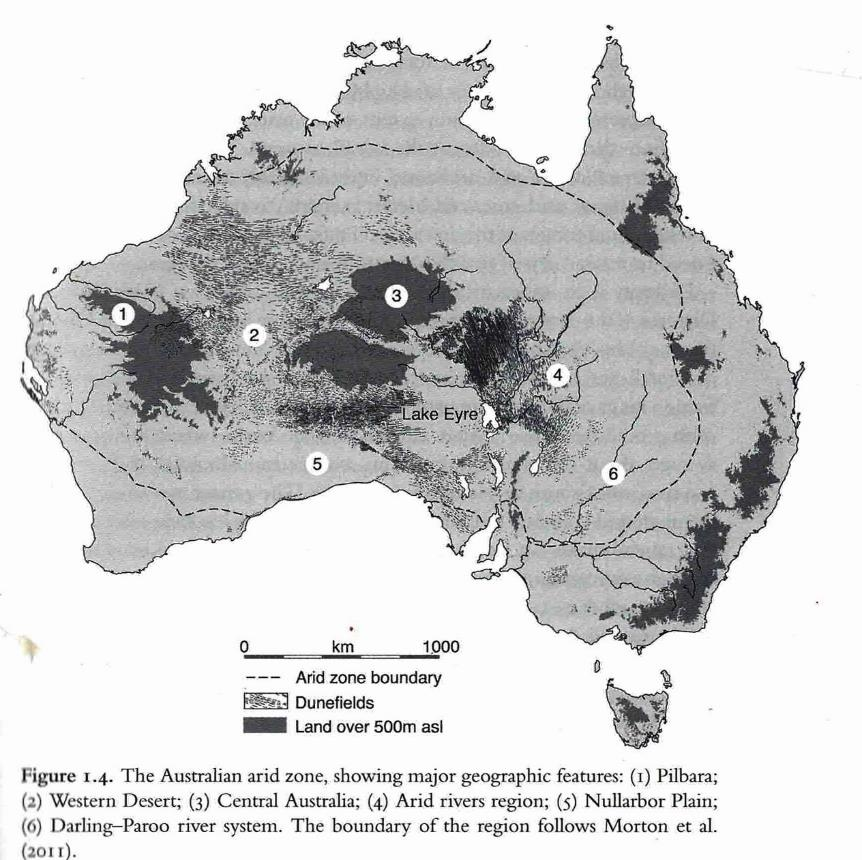 1
2
3
4
Lake Eyre
5
6
0 km 1000
Arid zone boundary
Dunefields
Land over 500m asl
Figure 1.4. The Australian arid zone, showing major geographic features: (1) Pilbara;
(2) Western Desert; (3) Central Australia; (4) Arid rivers region; (5) Nullarbor Plain;
(6) Darling–Paroo river system. The boundary of the region follows Morton et al.
(2011).